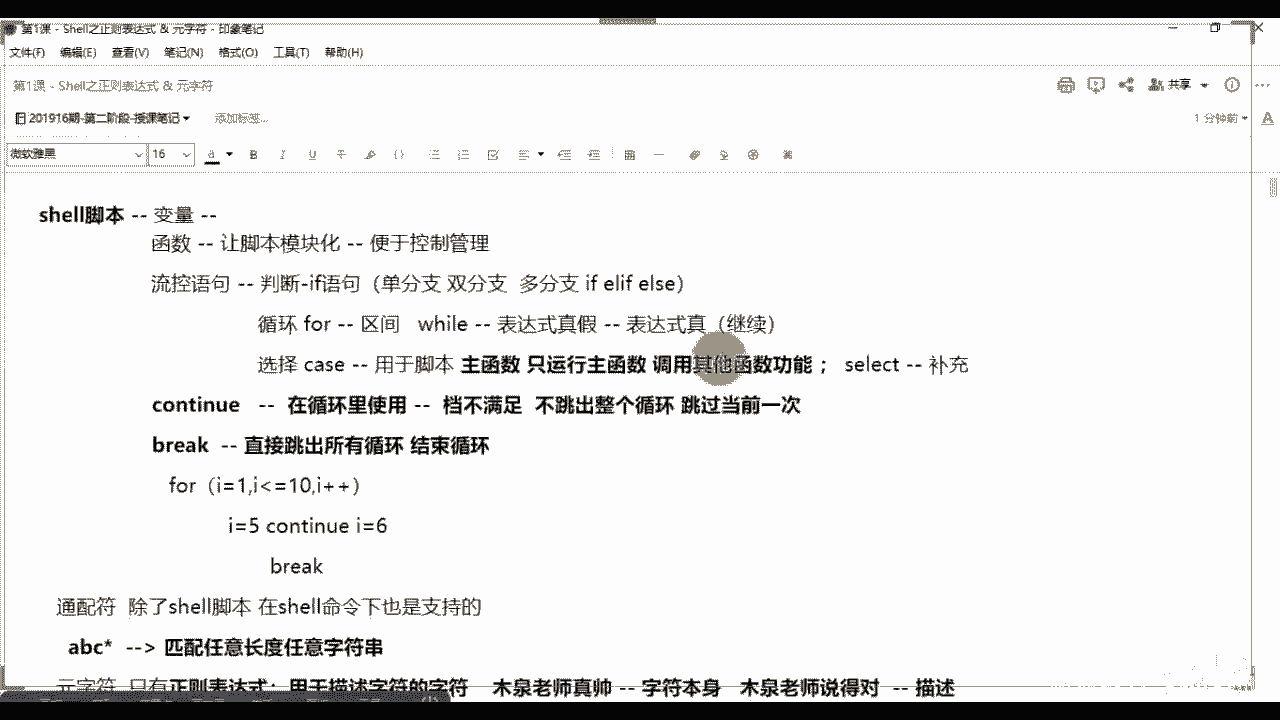 第1课 - Shell之正则表达式 & 元字符 - 印象笔记
文件(F) 编辑(E) 查看(V) 笔记(N) 格式(O) 工具(T) 帮助(H)
第1课 - Shell之正则表达式 & 元字符
共享
201916期-第二阶段-授课笔记 添加标签...
1 分钟前
微软雅黑 16
shell脚本 -- 变量 --
函数 -- 让脚本模块化 -- 便于控制管理
流控语句 -- 判断-if语句（单分支 双分支 多分支 if elif else）
循环 for -- 区间 while -- 表达式真假 -- 表达式真（继续）
选择 case -- 用于脚本 主函数 只运行主函数 调用其他函数功能； select -- 补充
continue -- 在循环里使用 -- 档不满足 不跳出整个循环 跳过当前一次
break -- 直接跳出所有循环 结束循环
for（i=1,i<=10,i++）
i=5 continue i=6
break
通配符 除了shell脚本 在shell命令下也是支持的
abc* --> 匹配任意长度任意字符串
元字符 只有正则表达式：用于描述字符的字符 木泉老师真帅 -- 字符本身 木泉老师说得对 -- 描述